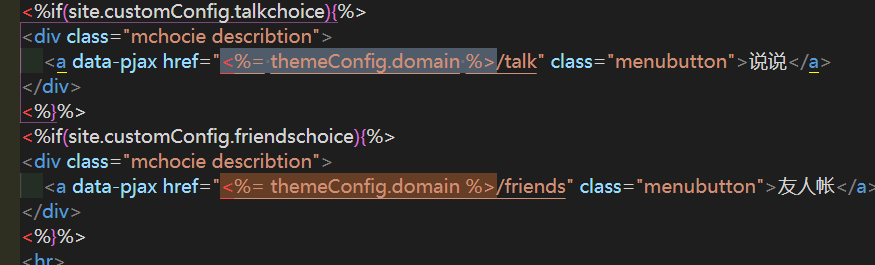 <%if(site.customConfig.talkchoice){%>
<div class="mchocie describtion">
<a data-pjax href="<%= themeConfig.domain %>/talk" class="menubutton">说说</a>
</div>
<%}%>
<%if(site.customConfig.friendschoice){%>
<div class="mchocie describtion">
<a data-pjax href="<%= themeConfig.domain %>/friends" class="menubutton">友人帐</a>
</div>
<%}%>
<hr>